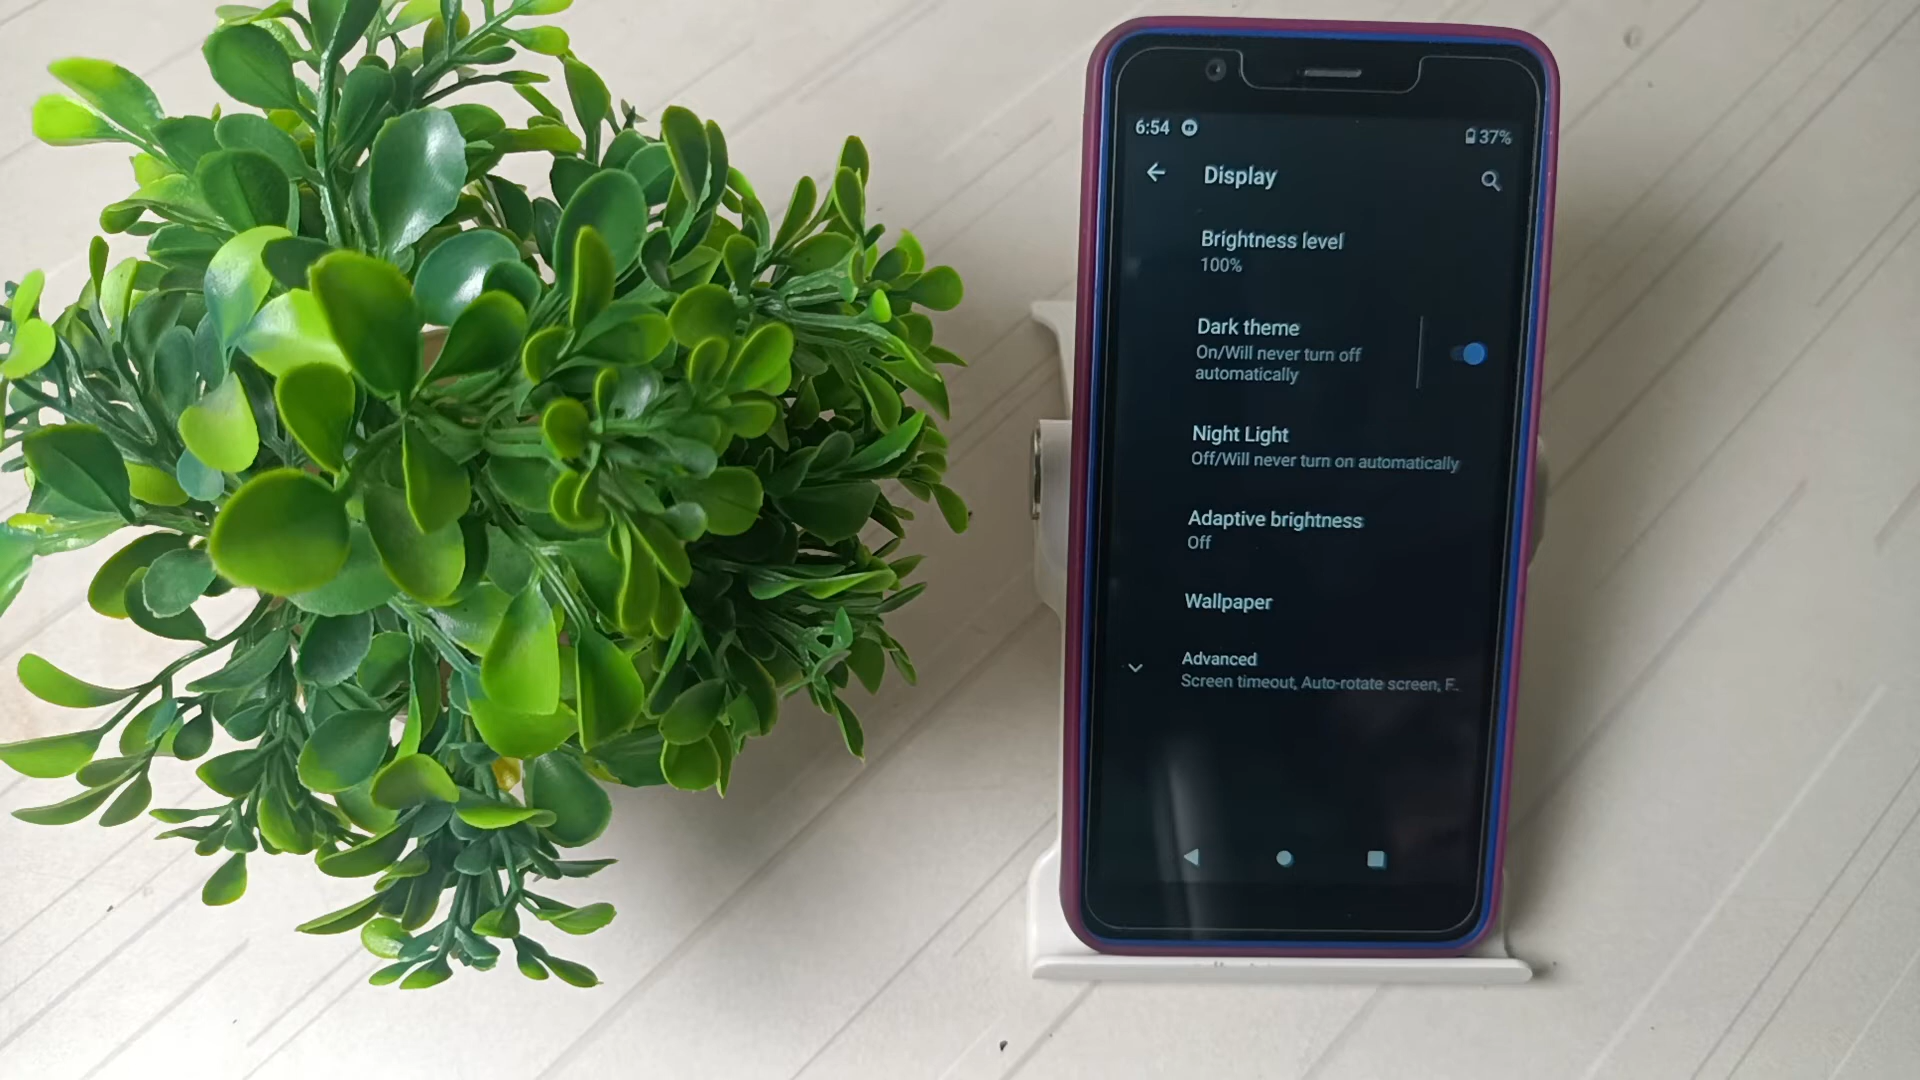 6:54 37%
Display
Brightness level
100%
Dark theme
On/Will never turn off
automatically
Night Light
Off/Will never turn on automatically
Adaptive brightness
Off
Wallpaper
Advanced
Screen timeout, Auto-rotate screen, F..